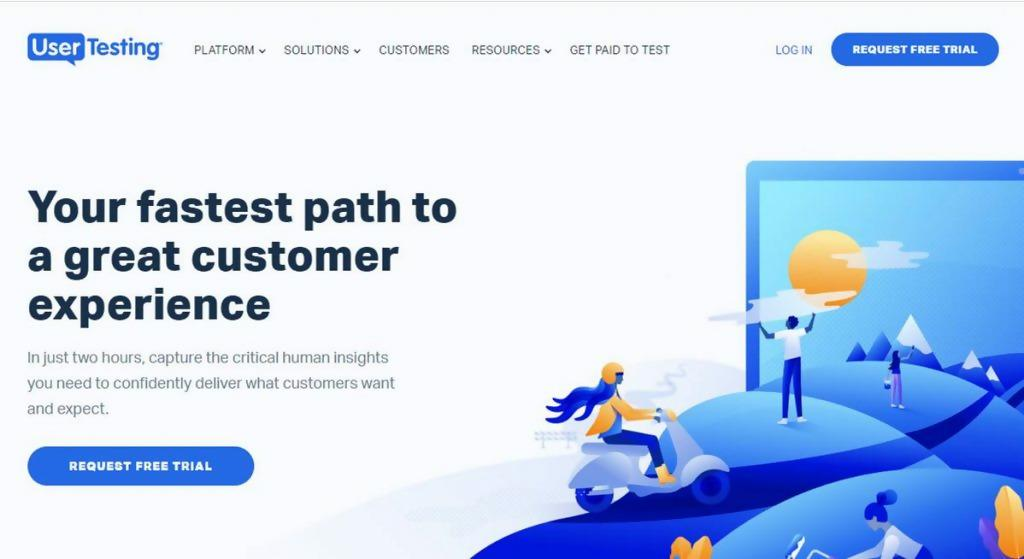 UserTesting
PLATFORM
SOLUTIONS
CUSTOMERS
RESOURCES
GET PAID TO TEST
LOG IN
REQUEST FREE TRIAL
Your fastest path to
a great customer
experience
In just two hours, capture the critical human insights
you need to confidently deliver what customers want
and expect.
REQUEST FREE TRIAL